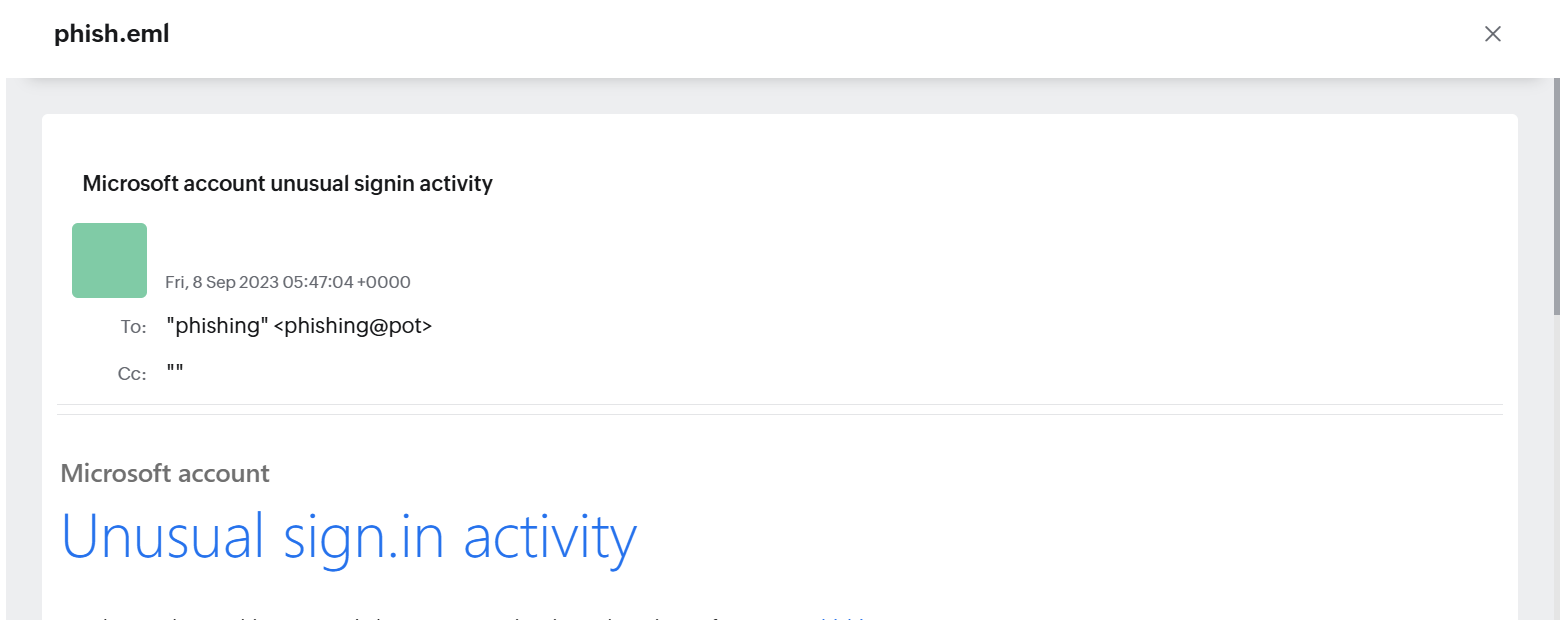 phish.eml
Microsoft account unusual signin activity
Fri, 8 Sep 2023 05:47:04 +0000
To: "phishing" <phishing@pot>
Cc: ""
Microsoft account
Unusual sign.in activity